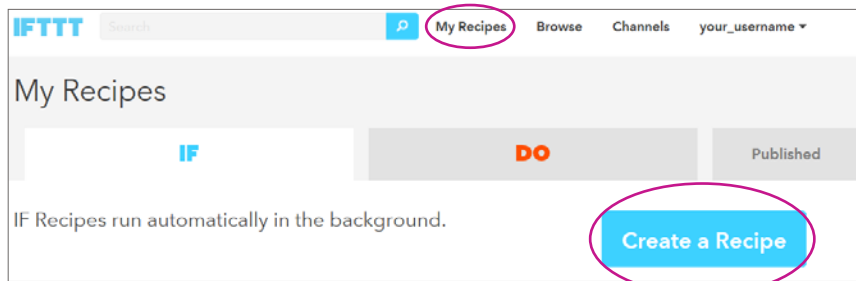 IFTTT Search My Recipes Browse Channels your_username
My Recipes
IF DO Published
IF Recipes run automatically in the background.
Create a Recipe